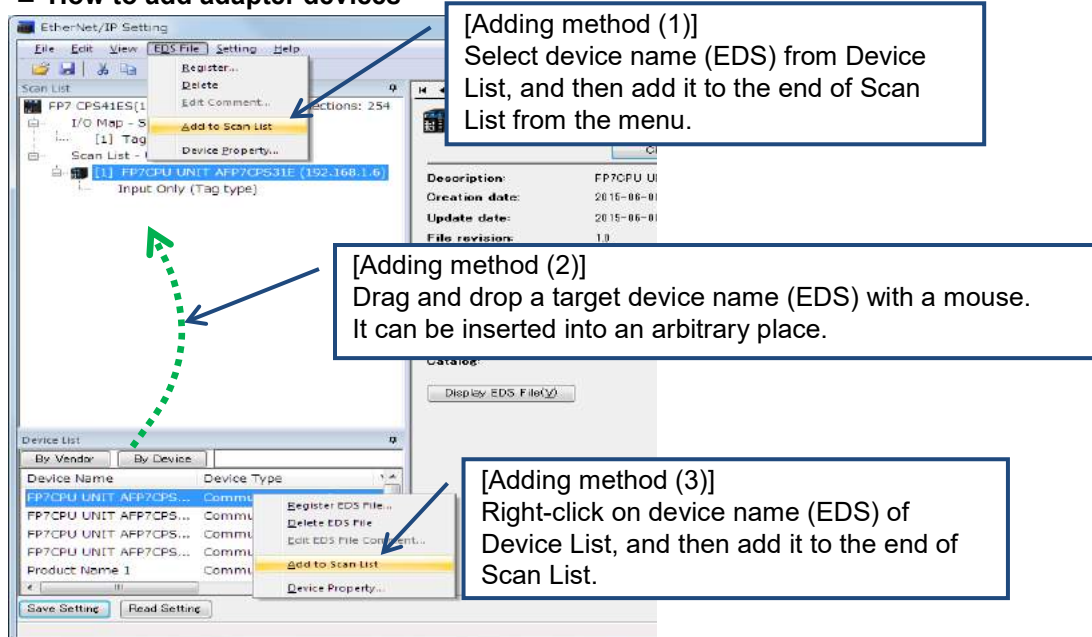 ■ How to add adapter devices
EtherNet/IP Setting
File Edit View EDS File Setting Help
Register...
Delete
Edit Comment...
Add to Scan List
Device Property...
Scan List
FP7 CPS41ES(1
ections: 254
I/O Map - S
[1] Tag
Scan List -
[1] FP7CPU UNIT AFP7CPS31E (192.168.1.6)
Input Only (Tag type)
[Adding method (1)]
Select device name (EDS) from Device
List, and then add it to the end of Scan
List from the menu.
Description: FP7CPU U
Creation date:
Update date:
File revision: 1.0
[Adding method (2)]
Drag and drop a target device name (EDS) with a mouse.
It can be inserted into an arbitrary place.
Catalog:
Display EDS File(V)
Device List
By Vendor By Device
Device Name Device Type
FP7CPU UNIT AFP7CPS... Commu
FP7CPU UNIT AFP7CPS... Commu
FP7CPU UNIT AFP7CPS... Commu
FP7CPU UNIT AFP7CPS... Commu
Product Name 1 Commu
Register EDS File...
Delete EDS File
Edit EDS File Comment...
Add to Scan List
Device Property...
[Adding method (3)]
Right-click on device name (EDS) of
Device List, and then add it to the end of
Scan List.
Save Setting Read Setting